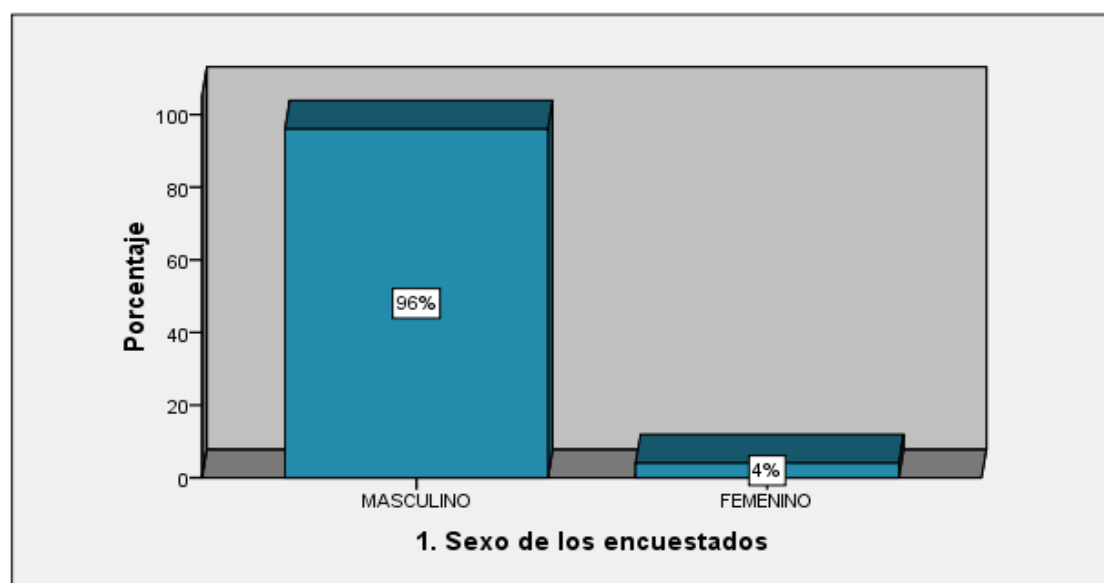 Porcentaje
100
80
60
40
20
0
96%
4%
MASCULINO
FEMENINO
1. Sexo de los encuestados